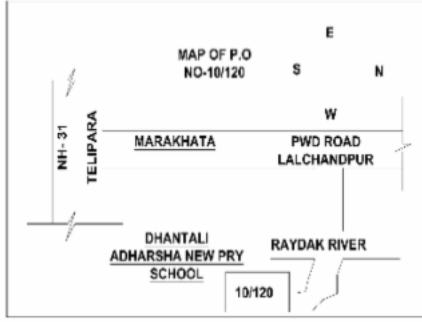 E
MAP OF P.O
NO-10/120
S
N
W
NH- 31
TELIPARA
MARAKHATA
PWD ROAD
LALCHANDPUR
DHANTALI
ADHARSHA NEW PRY
SCHOOL
RAYDAK RIVER
10/120